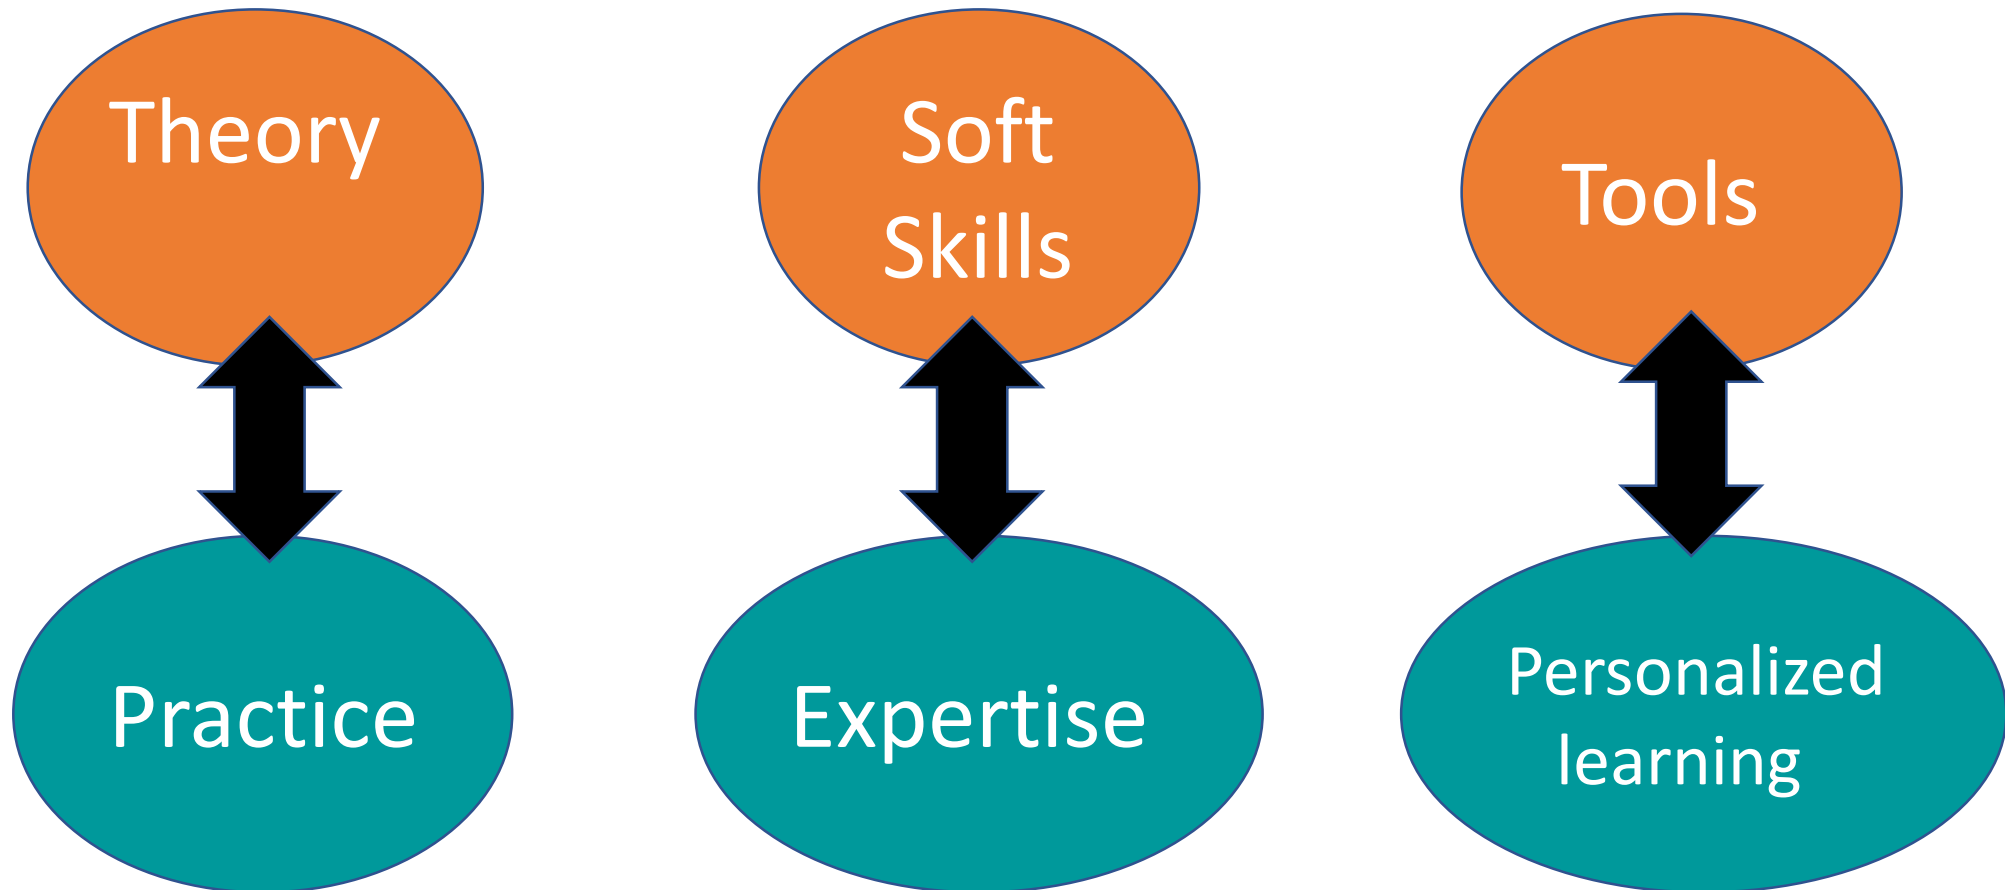 Theory
Soft
Skills
Tools
Practice
Expertise
Personalized
learning